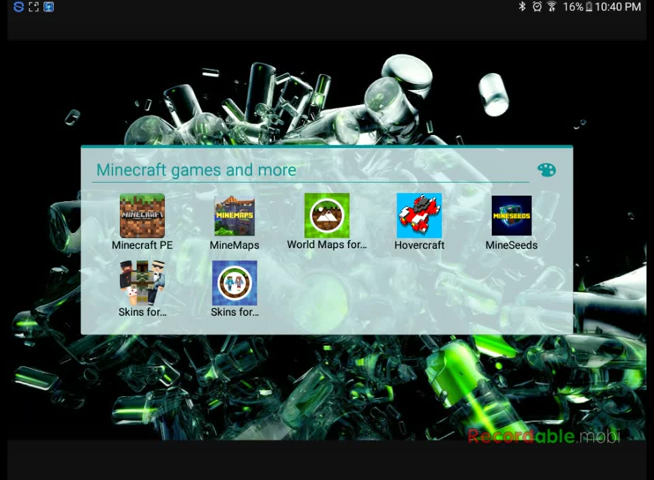 16% 10:40 PM
Minecraft games and more
MINECRAFT
MINEMAPS
MINESEEDS
Minecraft PE MineMaps World Maps for... Hovercraft MineSeeds
Skins for... Skins for...
Recordable.mobi